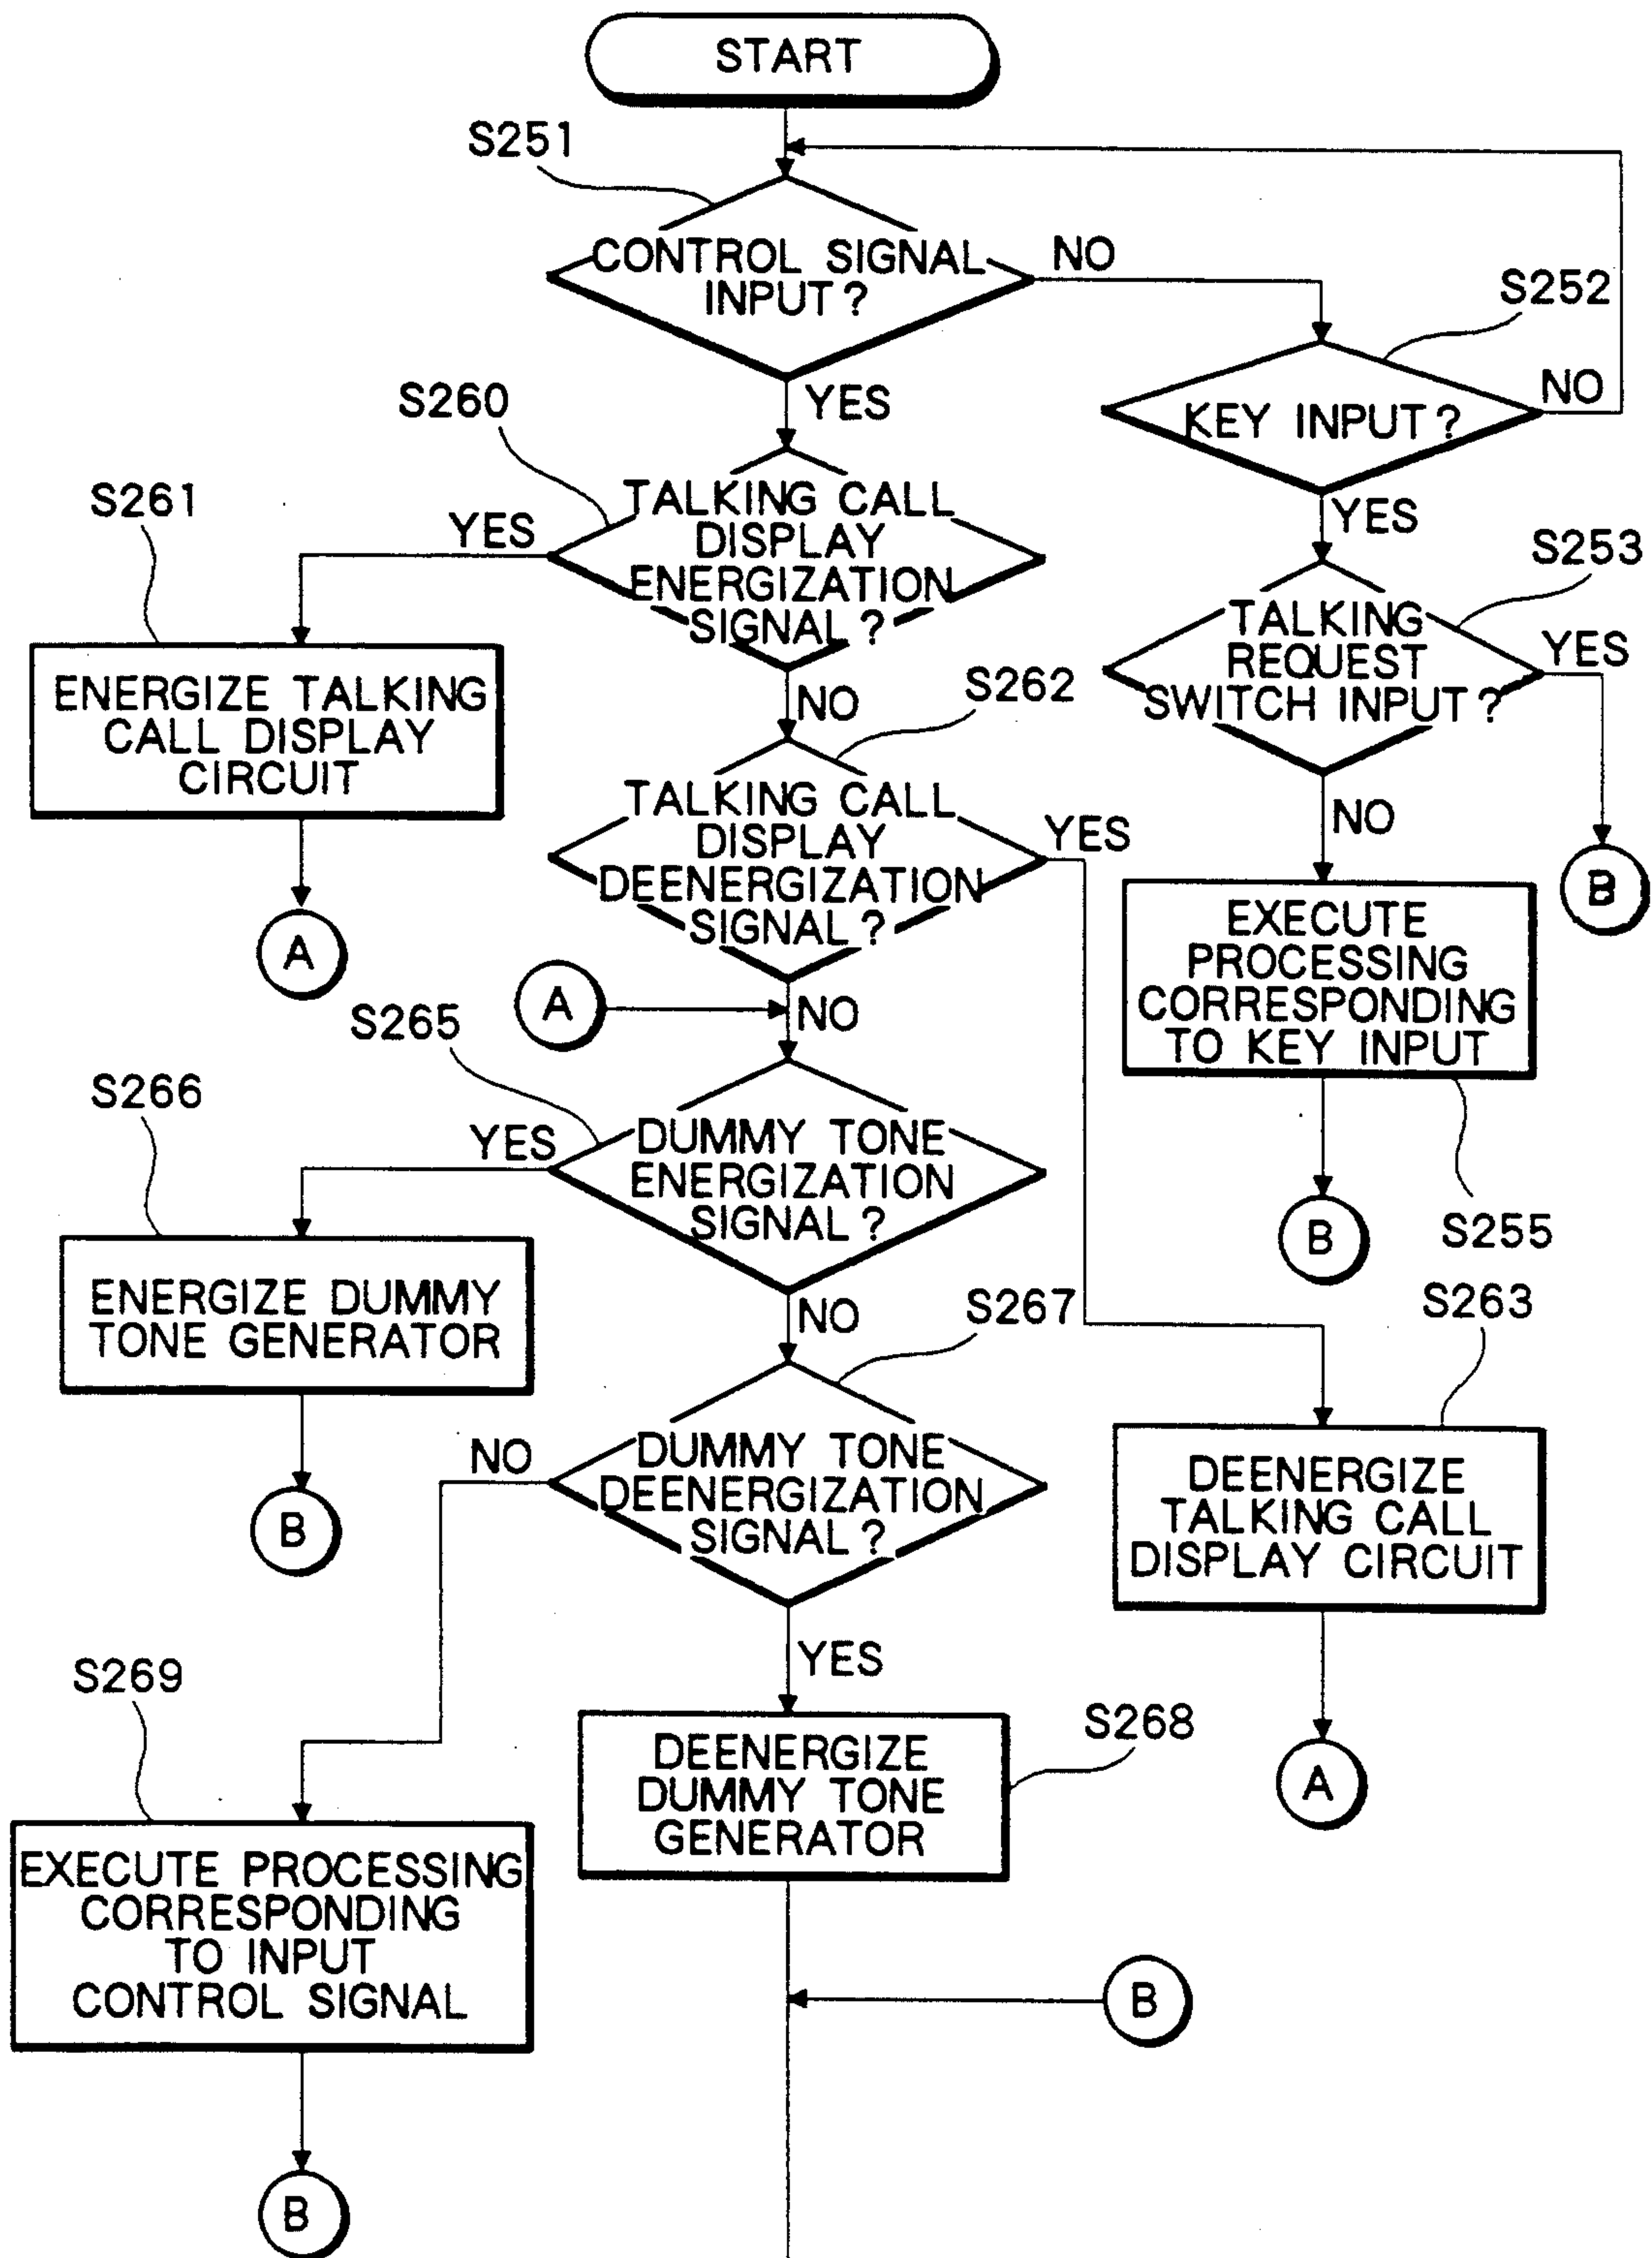 START
S251
CONTROL SIGNAL
INPUT?
NO
S252
KEY INPUT?
NO
YES
S260
YES
S253
TALKING CALL
DISPLAY
ENERGIZATION
SIGNAL?
YES
S261
TALKING
REQUEST
SWITCH INPUT?
YES
ENERGIZE TALKING
CALL DISPLAY
CIRCUIT
NO
S262
NO
B
TALKING CALL
DISPLAY
DEENERGIZATION
SIGNAL?
YES
A
EXECUTE
PROCESSING
CORRESPONDING
TO KEY INPUT
A
NO
S265
S266
YES
DUMMY TONE
ENERGIZATION
SIGNAL?
B
S255
ENERGIZE DUMMY
TONE GENERATOR
NO
S267
S263
B
NO
DUMMY TONE
DEENERGIZATION
SIGNAL?
DEENERGIZE
TALKING CALL
DISPLAY CIRCUIT
YES
S269
S268
DEENERGIZE
DUMMY TONE
GENERATOR
A
EXECUTE PROCESSING
CORRESPONDING
TO INPUT
CONTROL SIGNAL
B
B